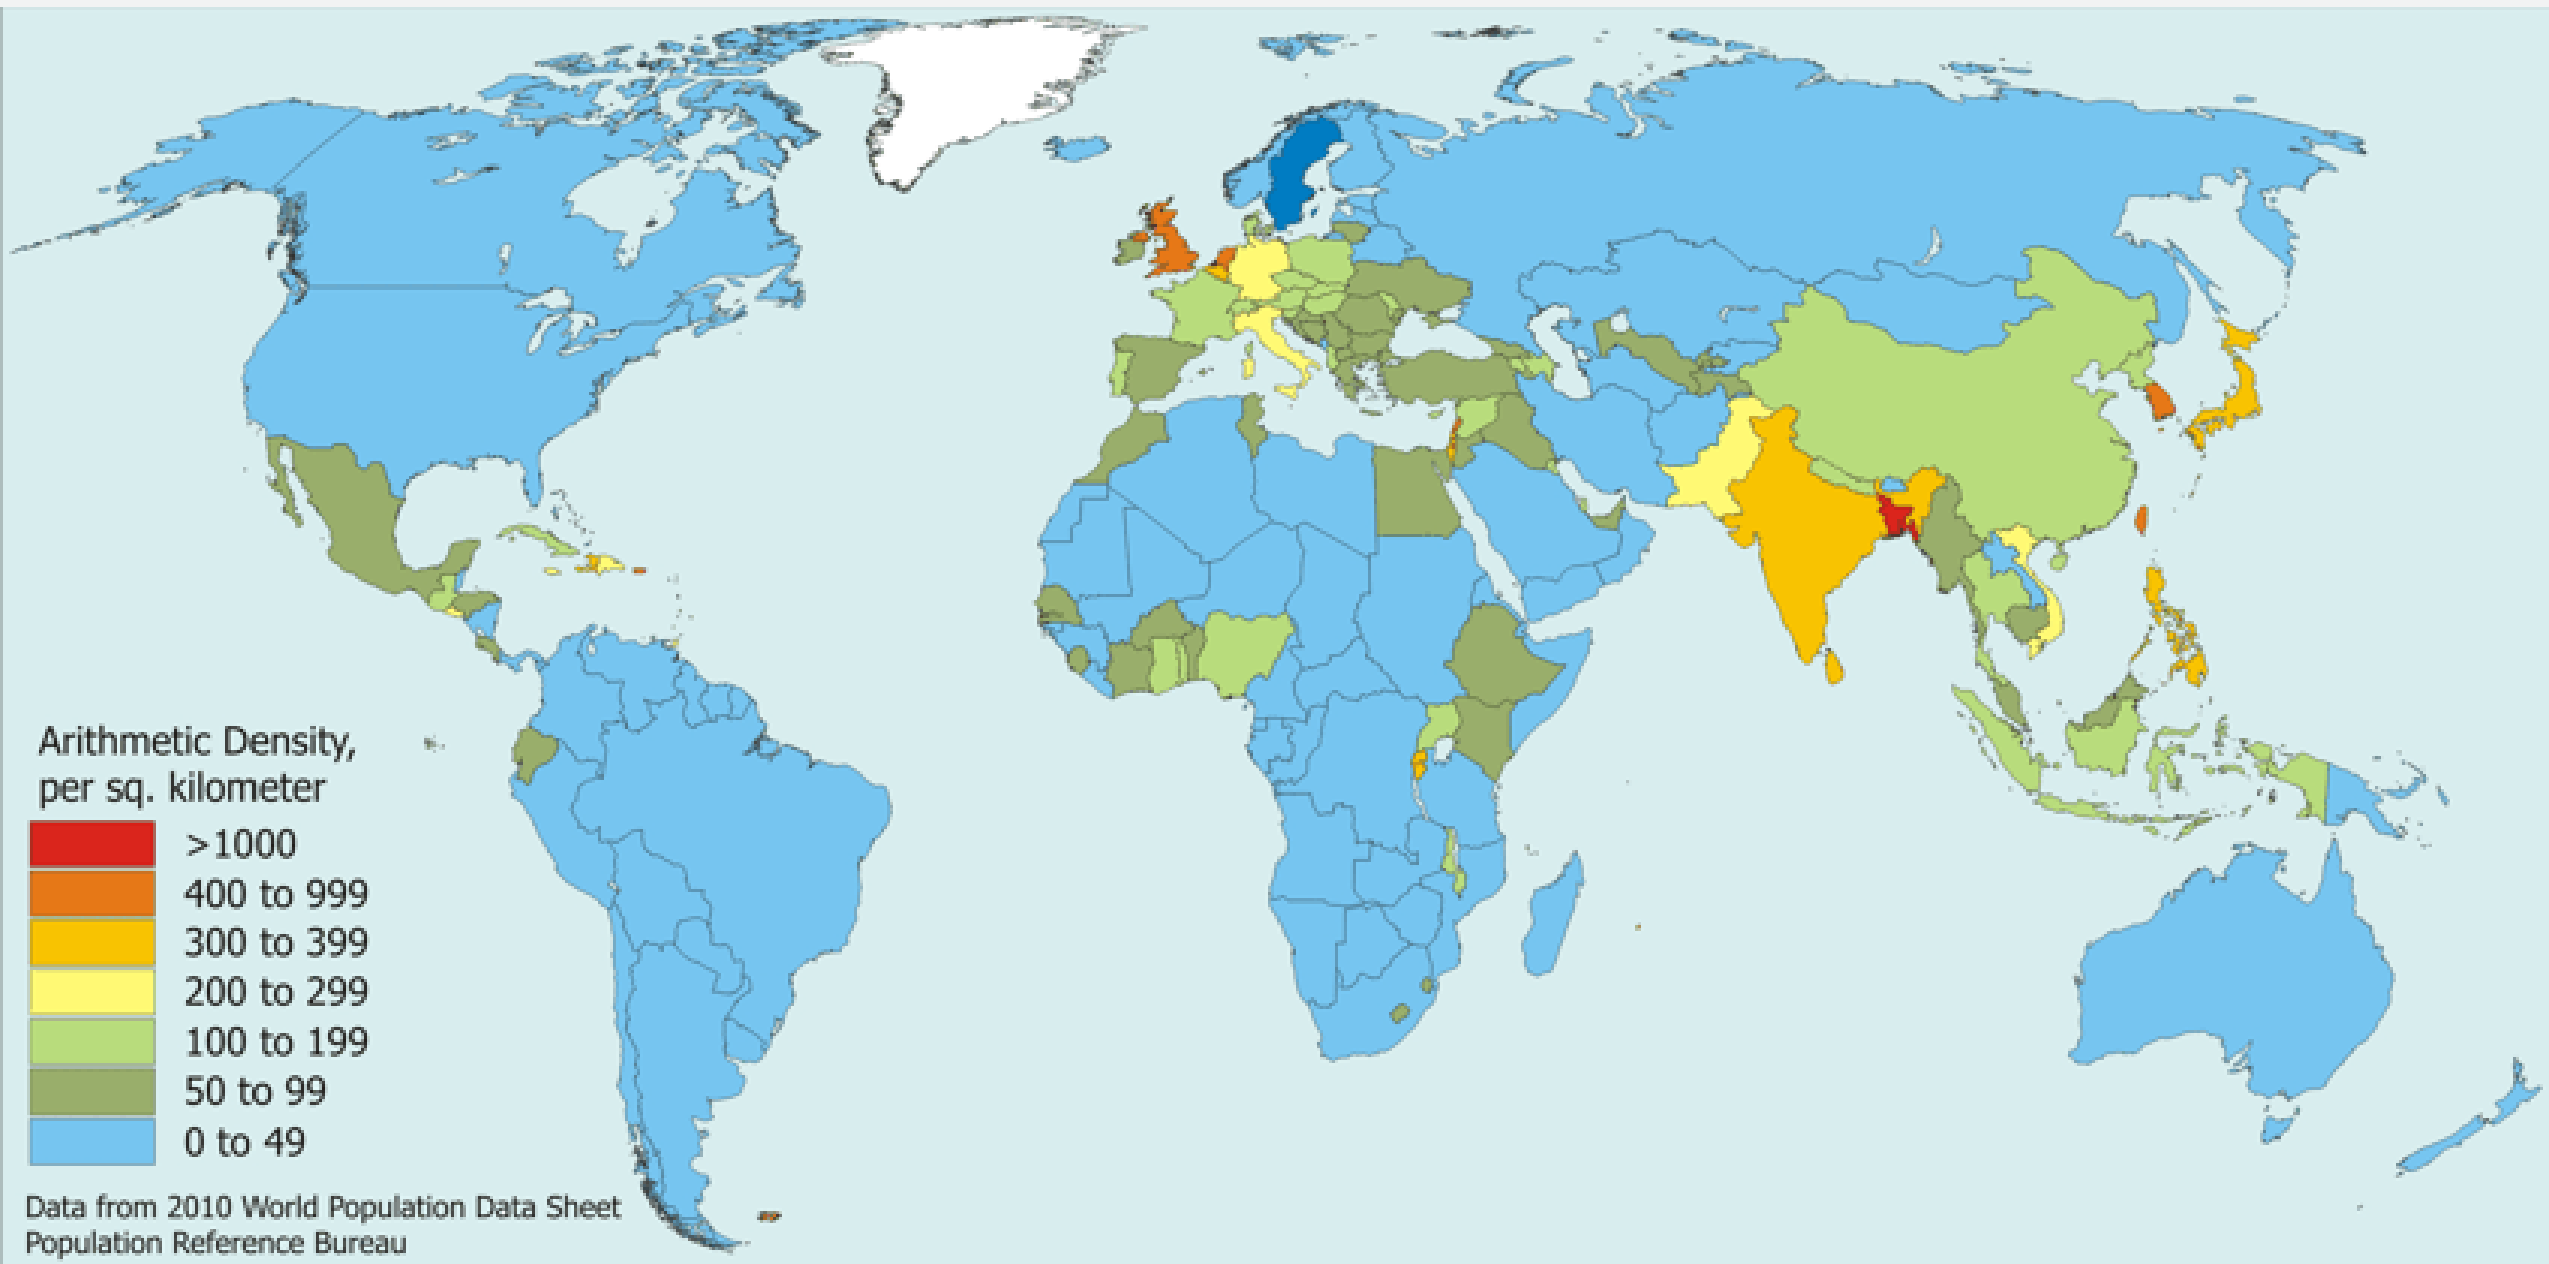 Arithmetic Density,
per sq. kilometer
>1000
400 to 999
300 to 399
200 to 299
100 to 199
50 to 99
0 to 49
Data from 2010 World Population Data Sheet
Population Reference Bureau